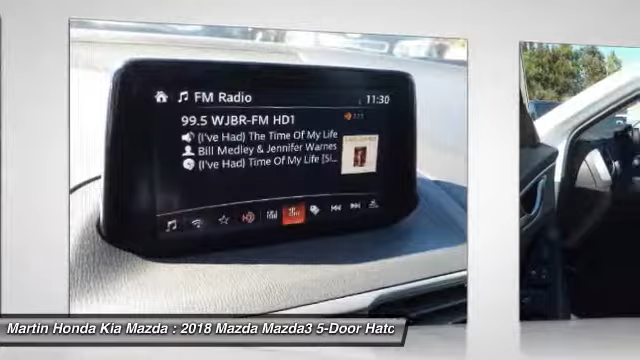 FM Radio
11:30
99.5 WJBR-FM HD1
(I've Had) The Time Of My Life
Bill Medley & Jennifer Warnes
(I've Had) Time Of My Life [Si...
Martin Honda Kia Mazda : 2018 Mazda Mazda3 5-Door Hatc